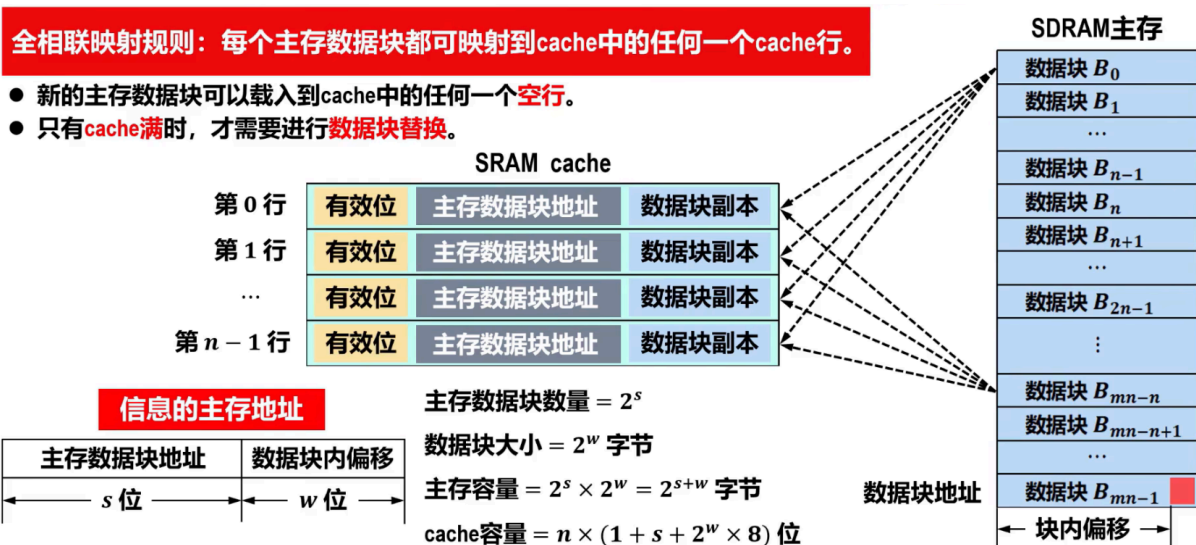 全相联映射规则：每个主存数据块都可映射到cache中的任何一个cache行。
● 新的主存数据块可以载入到cache中的任何一个空行。
● 只有cache满时，才需要进行数据块替换。
SRAM cache
第 0 行 有效位 主存数据块地址 数据块副本
第 1 行 有效位 主存数据块地址 数据块副本
… 有效位 主存数据块地址 数据块副本
第 n − 1 行 有效位 主存数据块地址 数据块副本
信息的主存地址
主存数据块地址 数据块内偏移
s 位 w 位
主存数据块数量 = 2^s
数据块大小 = 2^w 字节
主存容量 = 2^s × 2^w = 2^{s+w} 字节
cache容量 = n × (1 + s + 2^w × 8) 位
SDRAM主存
数据块 B_0
数据块 B_1
…
数据块 B_{n−1}
数据块 B_n
数据块 B_{n+1}
…
数据块 B_{2n−1}
⋮
数据块 B_{mn−n}
数据块 B_{mn−n+1}
…
数据块地址 数据块 B_{mn−1}
块内偏移